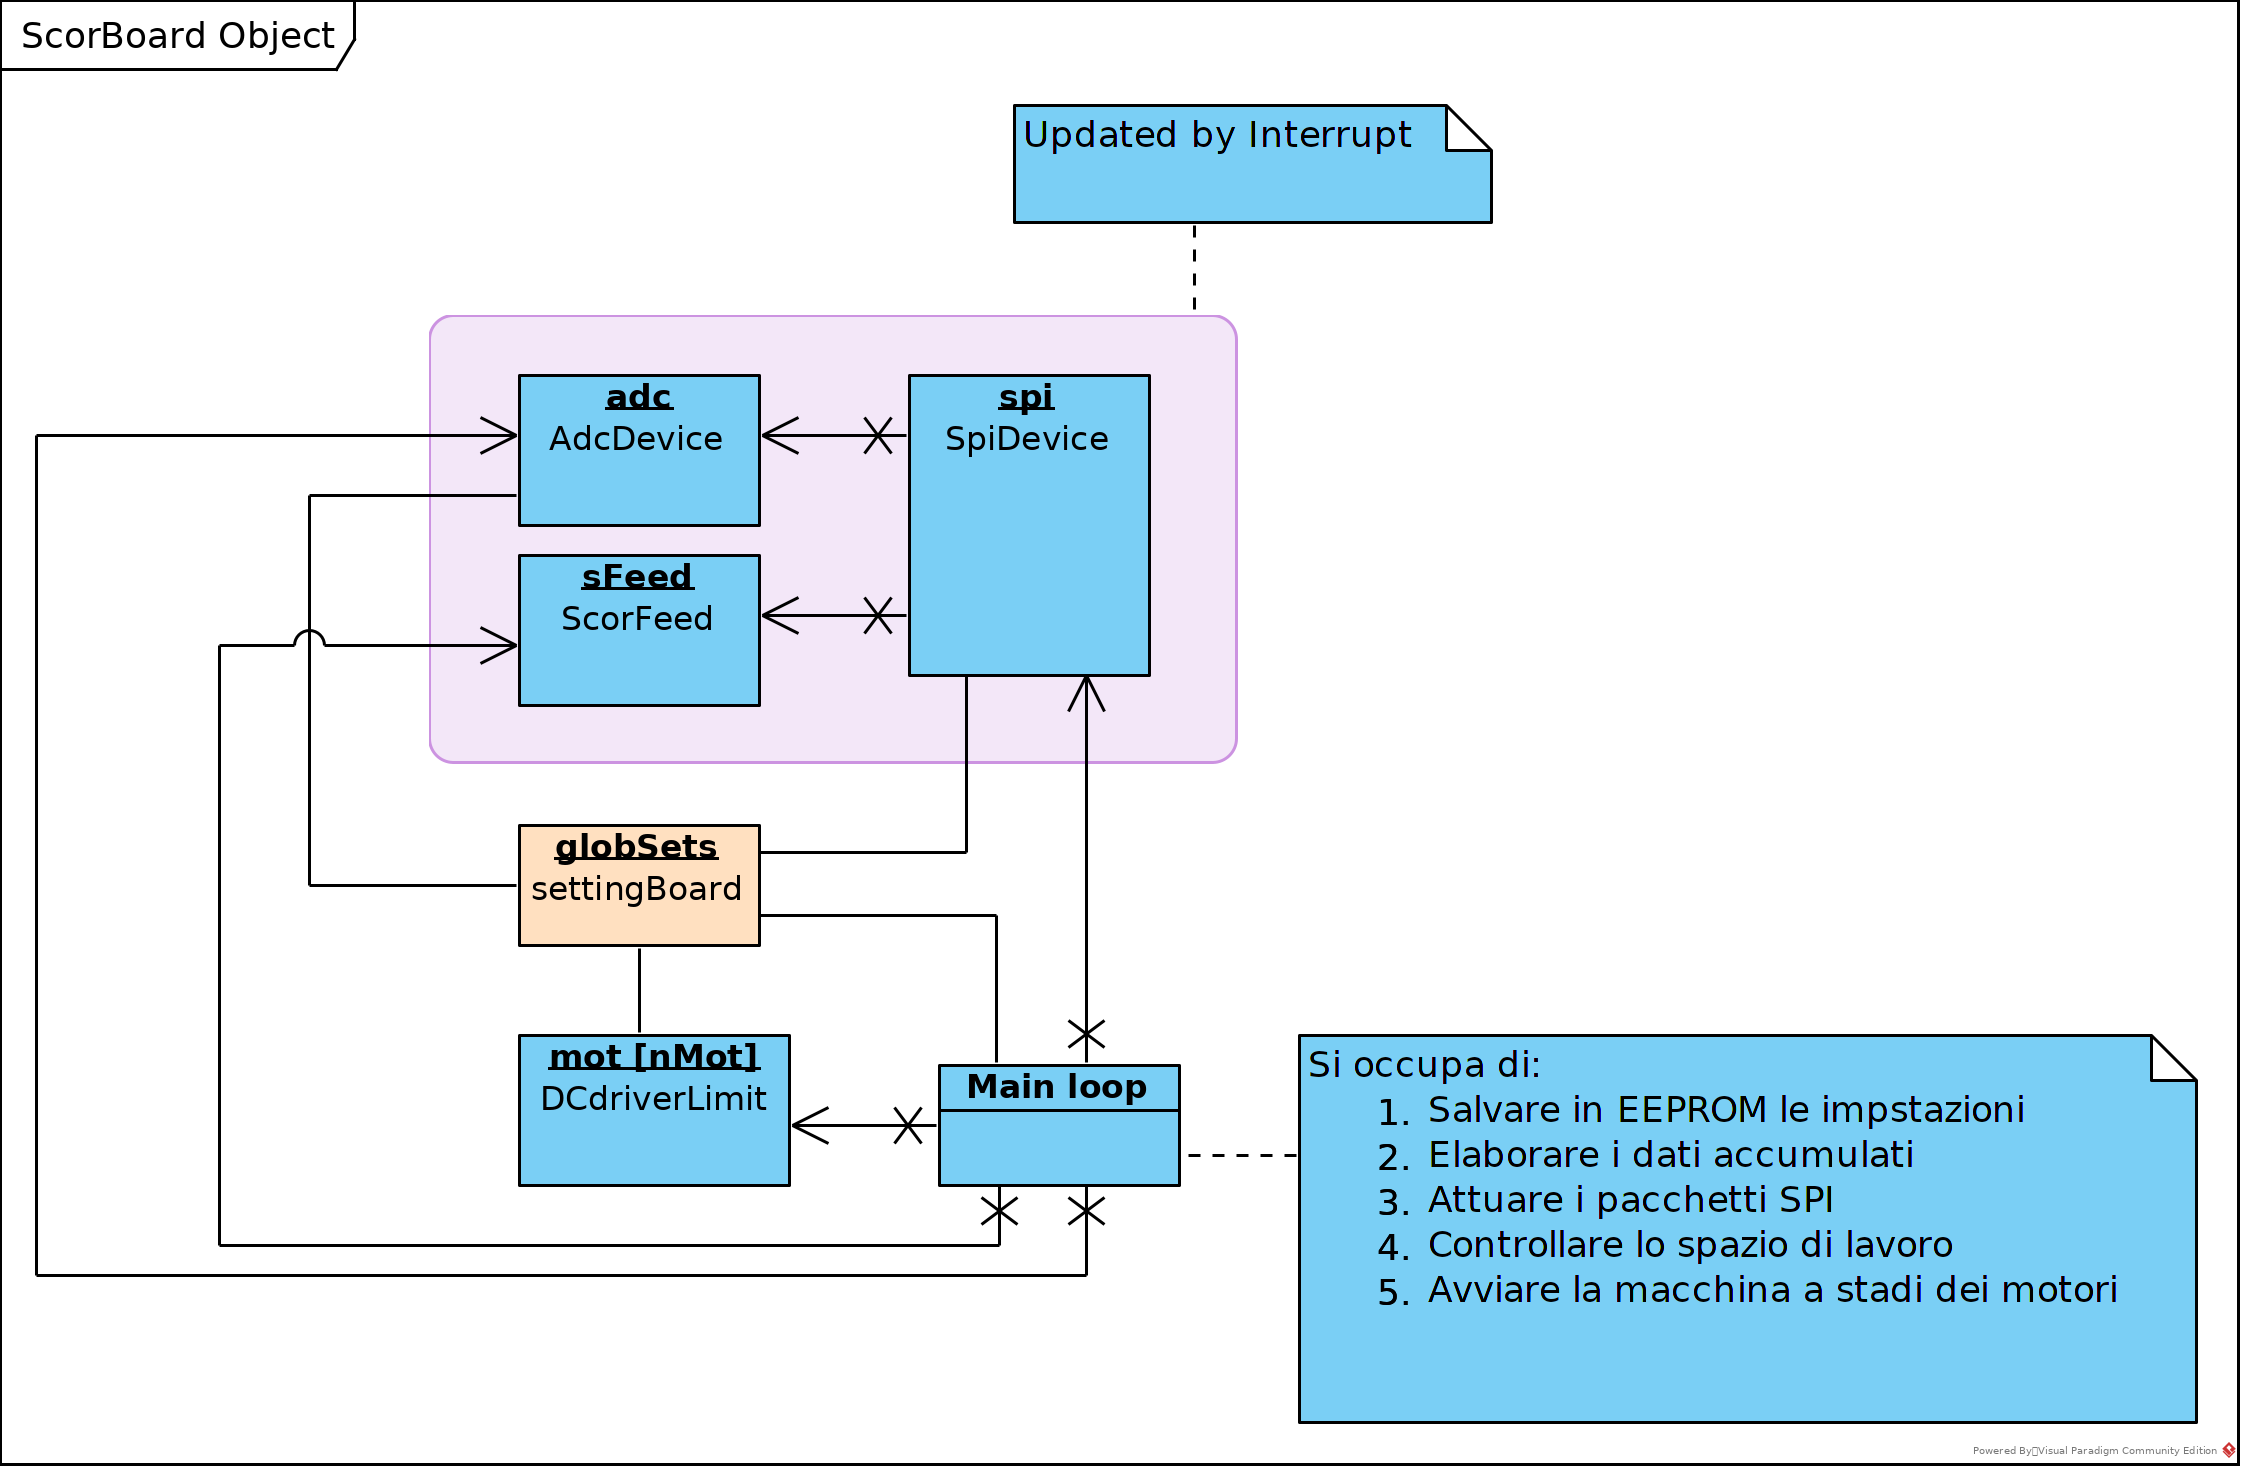 ScorBoard Object
Updated by Interrupt
adc
AdcDevice
spi
SpiDevice
sFeed
ScorFeed
globSets
settingBoard
mot [nMot]
DCdriverLimit
Main loop
Si occupa di:
1. Salvare in EEPROM le impstazioni
2. Elaborare i dati accumulati
3. Attuare i pacchetti SPI
4. Controllare lo spazio di lavoro
5. Avviare la macchina a stadi dei motori
Powered By Visual Paradigm Community Edition